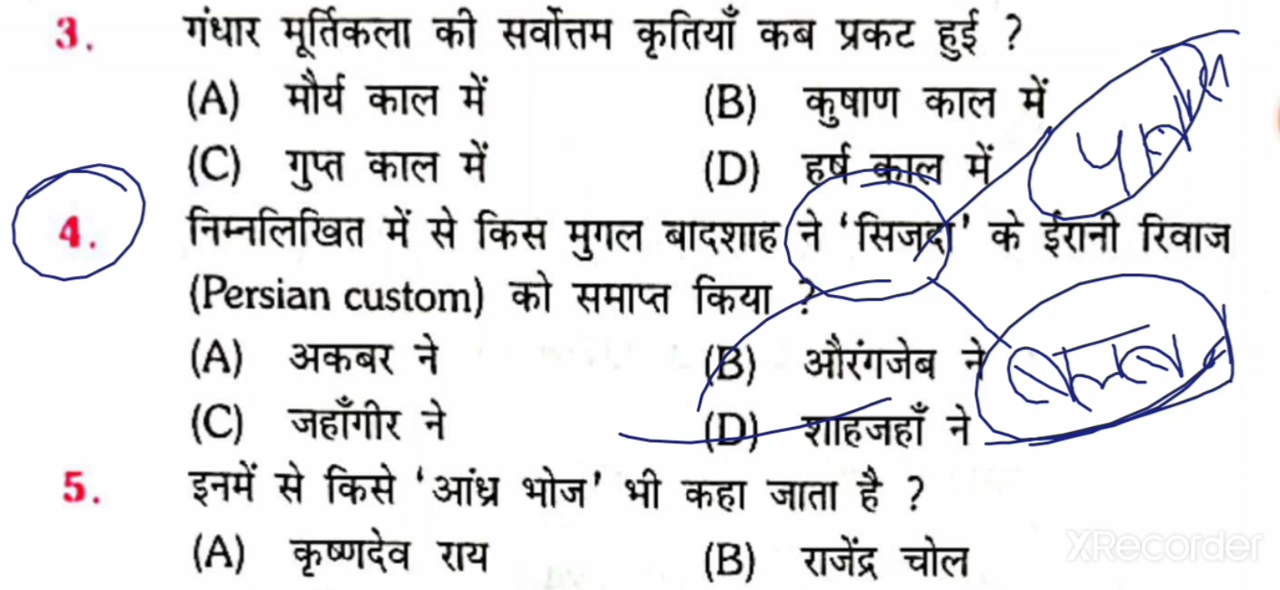 3. गंधार मूर्तिकला की सर्वोत्तम कृतियाँ कब प्रकट हुई ?
(A) मौर्य काल में (B) कुषाण काल में
(C) गुप्त काल में (D) हर्ष काल में
4. निम्नलिखित में से किस मुगल बादशाह ने ‘सिजदा’ के ईरानी रिवाज
(Persian custom) को समाप्त किया ?
(A) अकबर ने (B) औरंगजेब ने
(C) जहाँगीर ने (D) शाहजहाँ ने
5. इनमें से किसे ‘आंध्र भोज’ भी कहा जाता है ?
(A) कृष्णदेव राय (B) राजेंद्र चोल
XRecorder